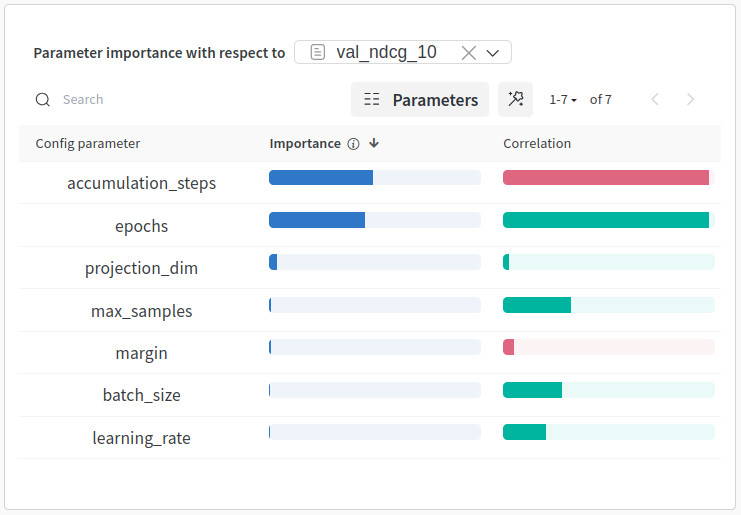 Parameter importance with respect to val_ndcg_10
Search Parameters 1-7 of 7
Config parameter Importance Correlation
accumulation_steps
epochs
projection_dim
max_samples
margin
batch_size
learning_rate